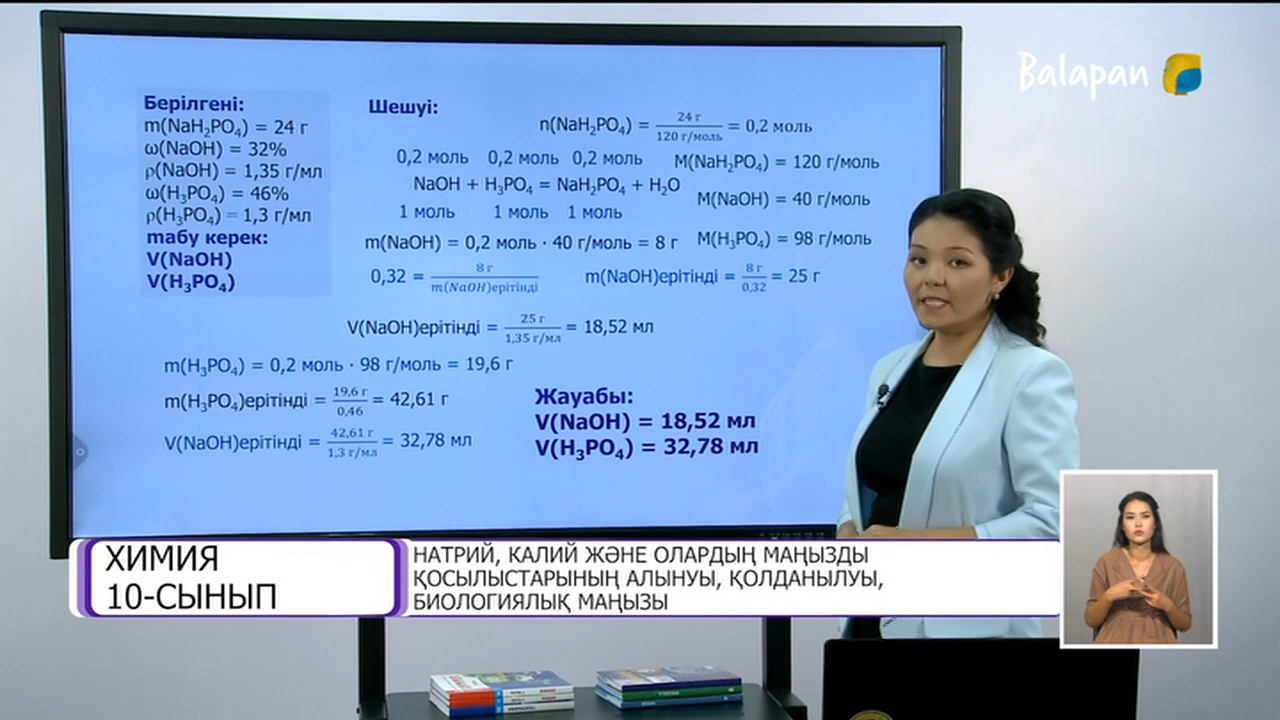 Balapan
Берілгені:
m(NaH₂PO₄) = 24 г
ω(NaOH) = 32%
ρ(NaOH) = 1,35 г/мл
ω(H₃PO₄) = 46%
ρ(H₃PO₄) = 1,3 г/мл
табу керек:
V(NaOH)
V(H₃PO₄)
Шешуі:
n(NaH₂PO₄) = 24 г / 120 г/моль = 0,2 моль
0,2 моль 0,2 моль 0,2 моль
M(NaH₂PO₄) = 120 г/моль
NaOH + H₃PO₄ = NaH₂PO₄ + H₂O
M(NaOH) = 40 г/моль
1 моль 1 моль 1 моль
m(NaOH) = 0,2 моль · 40 г/моль = 8 г
M(H₃PO₄) = 98 г/моль
0,32 = 8 г / m(NaOH)ерітінді
m(NaOH)ерітінді = 8 г / 0,32 = 25 г
V(NaOH)ерітінді = 25 г / 1,35 г/мл = 18,52 мл
m(H₃PO₄) = 0,2 моль · 98 г/моль = 19,6 г
m(H₃PO₄)ерітінді = 19,6 г / 0,46 = 42,61 г
V(NaOH)ерітінді = 42,61 г / 1,3 г/мл = 32,78 мл
Жауабы:
V(NaOH) = 18,52 мл
V(H₃PO₄) = 32,78 мл
ХИМИЯ
10-СЫНЫП
НАТРИЙ, КАЛИЙ ЖӘНЕ ОЛАРДЫҢ МАҢЫЗДЫ
ҚОСЫЛЫСТАРЫНЫҢ АЛЫНУЫ, ҚОЛДАНЫЛУЫ,
БИОЛОГИЯЛЫҚ МАҢЫЗЫ